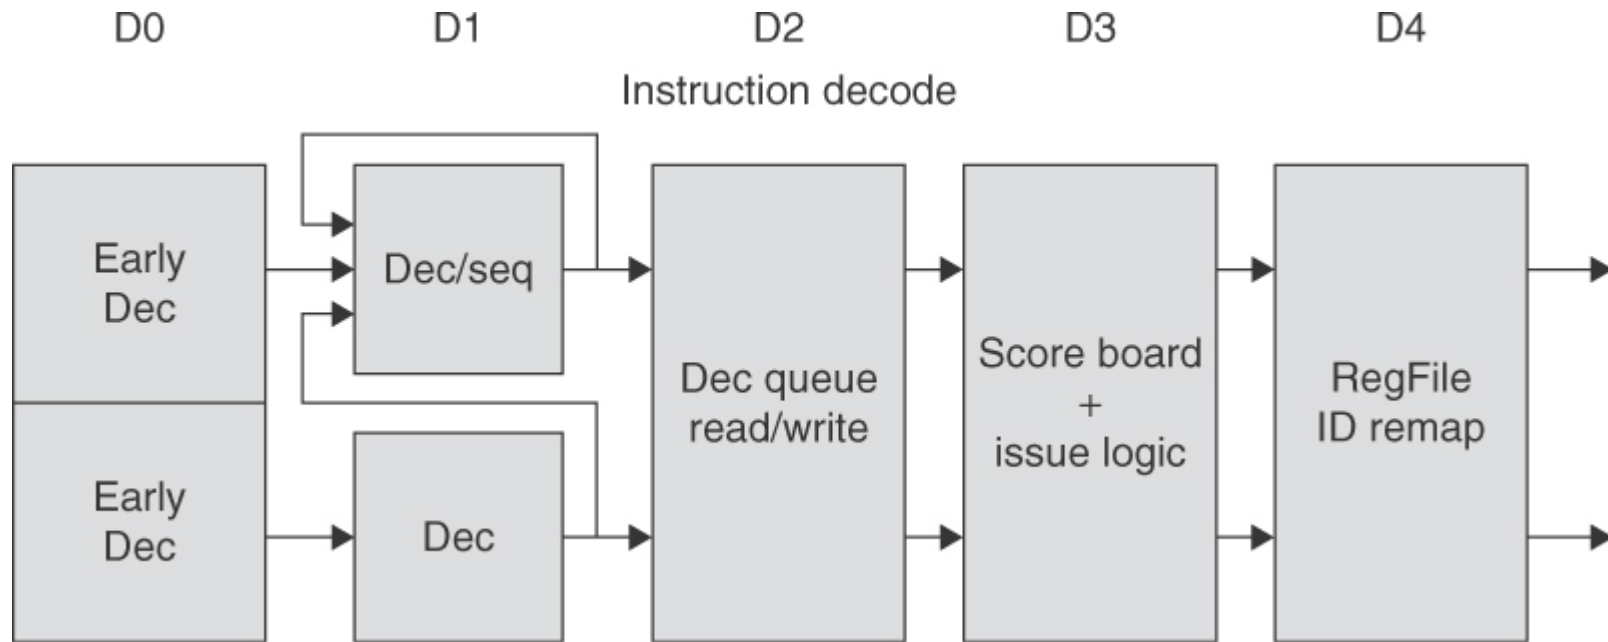 D0 D1 D2 D3 D4
Instruction decode
Early
Dec
Dec/seq
Early
Dec
Dec
Dec queue
read/write
Score board
+
issue logic
RegFile
ID remap